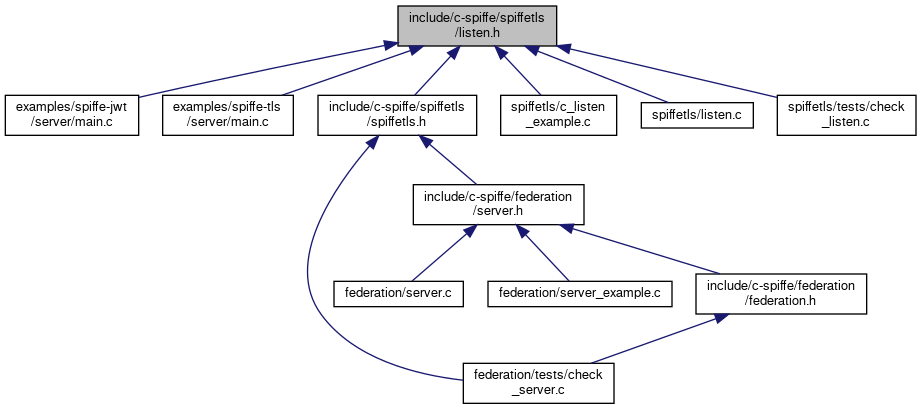 include/c-spiffe/spiffetls
/listen.h
examples/spiffe-jwt
/server/main.c
examples/spiffe-tls
/server/main.c
include/c-spiffe/spiffetls
/spiffetls.h
spiffetls/c_listen
_example.c
spiffetls/listen.c
spiffetls/tests/check
_listen.c
include/c-spiffe/federation
/server.h
federation/server.c
federation/server_example.c
include/c-spiffe/federation
/federation.h
federation/tests/check
_server.c